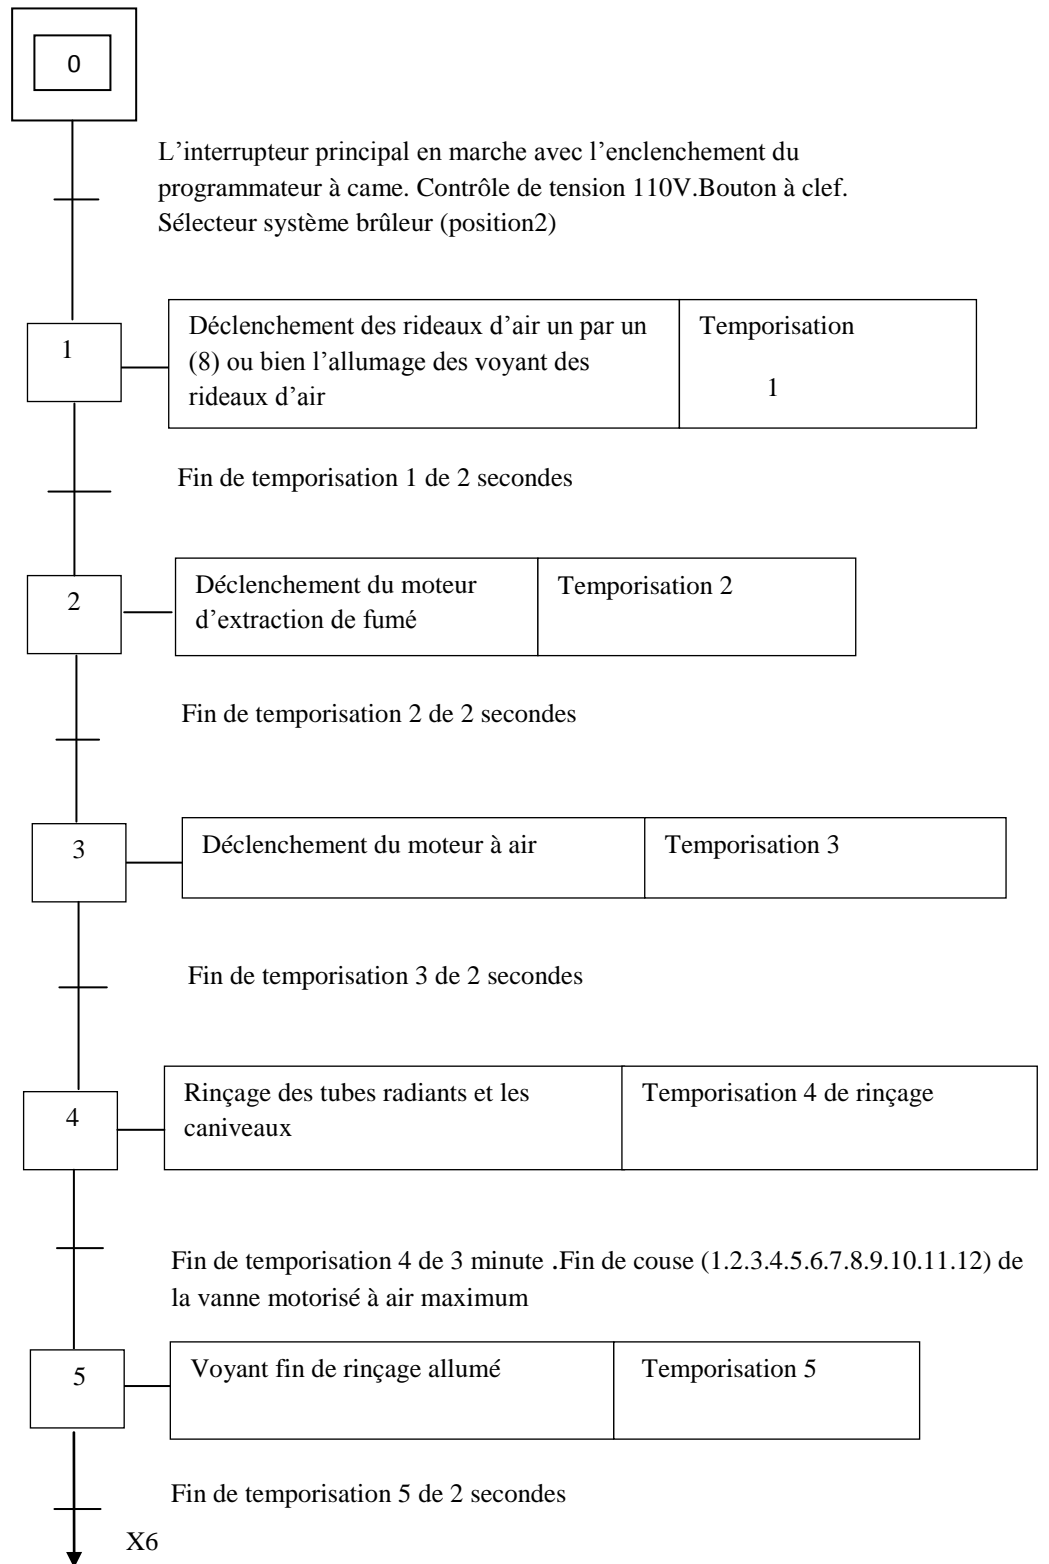 0
L’interrupteur principal en marche avec l’enclenchement du
programmateur à came. Contrôle de tension 110V.Bouton à clef.
Sélecteur système brûleur (position2)
1
Déclenchement des rideaux d’air un par un
(8) ou bien l’allumage des voyant des
rideaux d’air
Temporisation
1
Fin de temporisation 1 de 2 secondes
2
Déclenchement du moteur
d’extraction de fumé
Temporisation 2
Fin de temporisation 2 de 2 secondes
3
Déclenchement du moteur à air
Temporisation 3
Fin de temporisation 3 de 2 secondes
4
Rinçage des tubes radiants et les
caniveaux
Temporisation 4 de rinçage
Fin de temporisation 4 de 3 minute .Fin de couse (1.2.3.4.5.6.7.8.9.10.11.12) de
la vanne motorisé à air maximum
5
Voyant fin de rinçage allumé
Temporisation 5
Fin de temporisation 5 de 2 secondes
X6